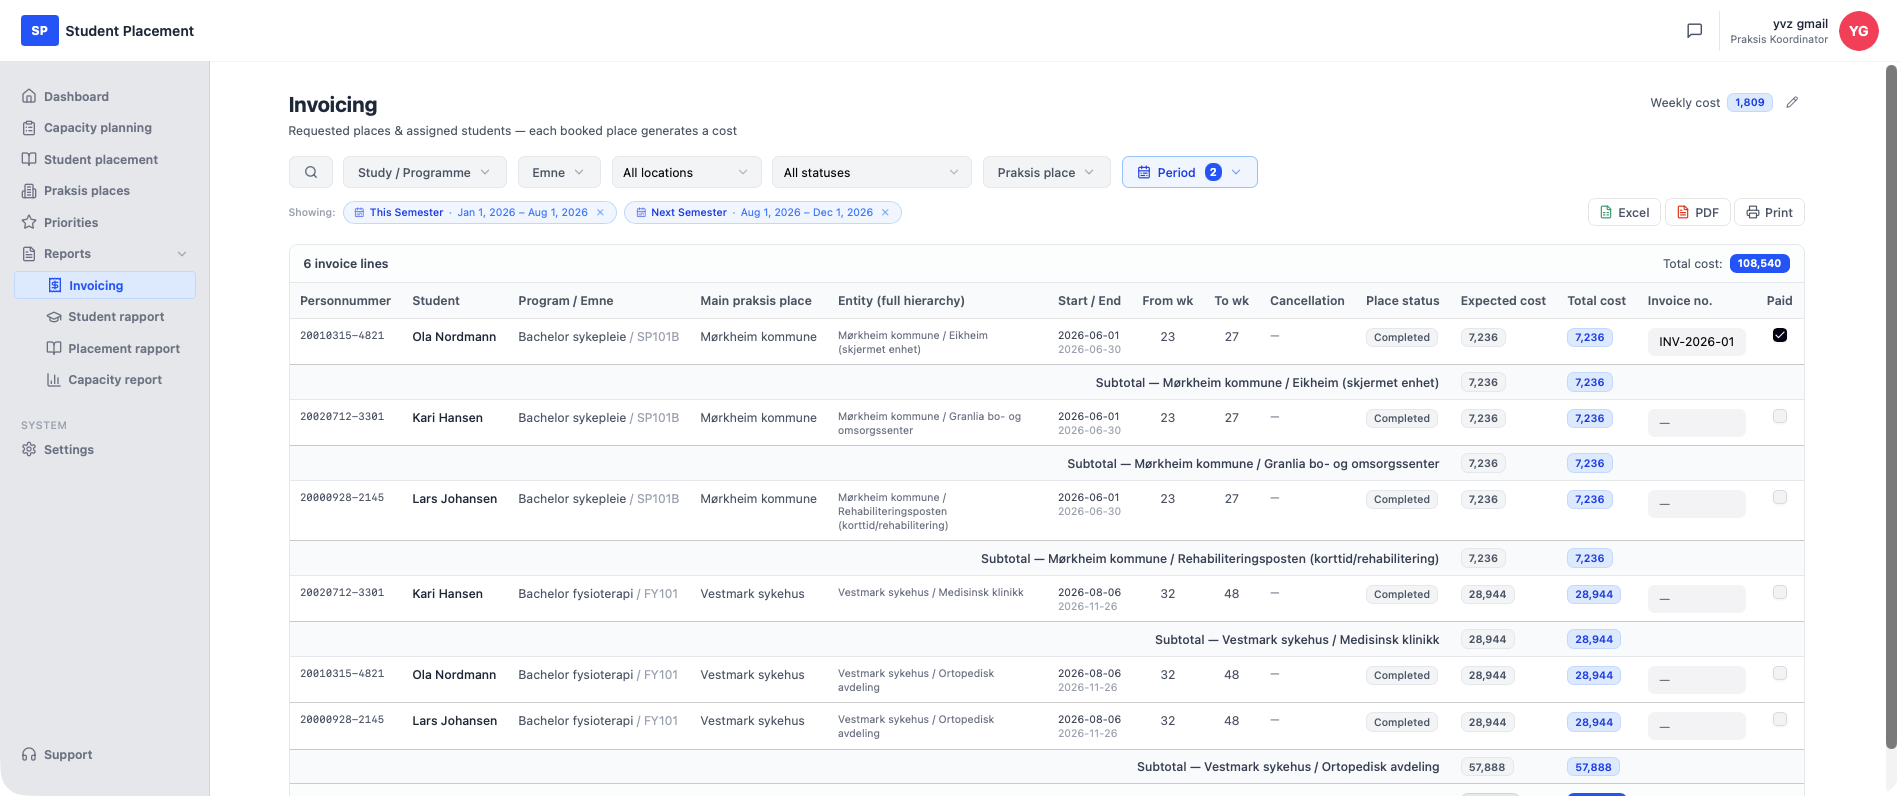 SP Student Placement
yvz gmail
Praksis Koordinator
YG
Dashboard
Capacity planning
Student placement
Praksis places
Priorities
Reports
Invoicing
Student rapport
Placement rapport
Capacity report
SYSTEM
Settings
Support
Invoicing
Weekly cost 1,809
Requested places & assigned students — each booked place generates a cost
Study / Programme Emne All locations All statuses Praksis place Period 2
Showing: This Semester · Jan 1, 2026 – Aug 1, 2026 × Next Semester · Aug 1, 2026 – Dec 1, 2026 × Excel PDF Print
6 invoice lines Total cost: 108,540
Personnummer Student Program / Emne Main praksis place Entity (full hierarchy) Start / End From wk To wk Cancellation Place status Expected cost Total cost Invoice no. Paid
20010315–4821 Ola Nordmann Bachelor sykepleie / SP101B Mørkheim kommune Mørkheim kommune / Eikheim 2026-06-01 23 27 — Completed 7,236 7,236 INV-2026-01
(skjermet enhet) 2026-06-30
Subtotal — Mørkheim kommune / Eikheim (skjermet enhet) 7,236 7,236
20020712–3301 Kari Hansen Bachelor sykepleie / SP101B Mørkheim kommune Mørkheim kommune / Granlia bo- og 2026-06-01 23 27 — Completed 7,236 7,236 —
omsorgssenter 2026-06-30
Subtotal — Mørkheim kommune / Granlia bo- og omsorgssenter 7,236 7,236
20000928–2145 Lars Johansen Bachelor sykepleie / SP101B Mørkheim kommune Mørkheim kommune / 2026-06-01 23 27 — Completed 7,236 7,236 —
Rehabiliteringsposten 2026-06-30
(korttid/rehabilitering)
Subtotal — Mørkheim kommune / Rehabiliteringsposten (korttid/rehabilitering) 7,236 7,236
20020712–3301 Kari Hansen Bachelor fysioterapi / FY101 Vestmark sykehus Vestmark sykehus / Medisinsk klinikk 2026-08-06 32 48 — Completed 28,944 28,944 —
2026-11-26
Subtotal — Vestmark sykehus / Medisinsk klinikk 28,944 28,944
20010315–4821 Ola Nordmann Bachelor fysioterapi / FY101 Vestmark sykehus Vestmark sykehus / Ortopedisk 2026-08-06 32 48 — Completed 28,944 28,944 —
avdeling 2026-11-26
20000928–2145 Lars Johansen Bachelor fysioterapi / FY101 Vestmark sykehus Vestmark sykehus / Ortopedisk 2026-08-06 32 48 — Completed 28,944 28,944 —
avdeling 2026-11-26
Subtotal — Vestmark sykehus / Ortopedisk avdeling 57,888 57,888